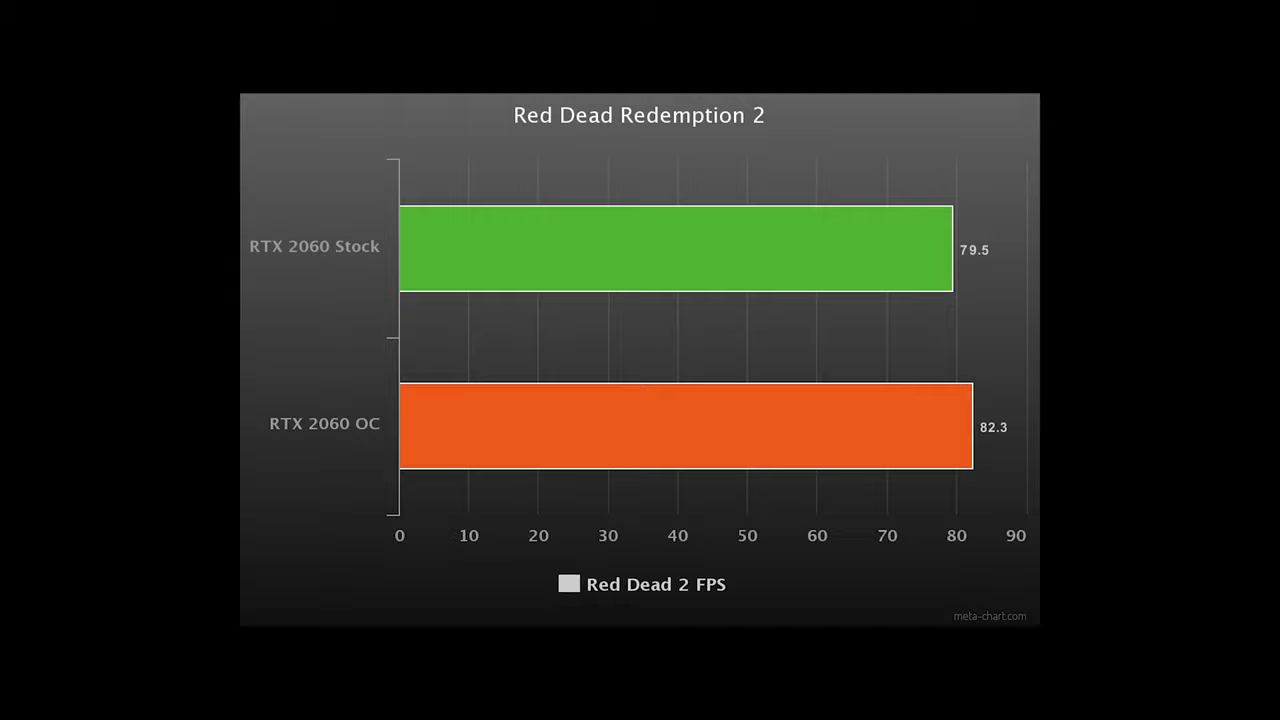 Red Dead Redemption 2
RTX 2060 Stock
79.5
RTX 2060 OC
82.3
0 10 20 30 40 50 60 70 80 90
Red Dead 2 FPS
meta-chart.com